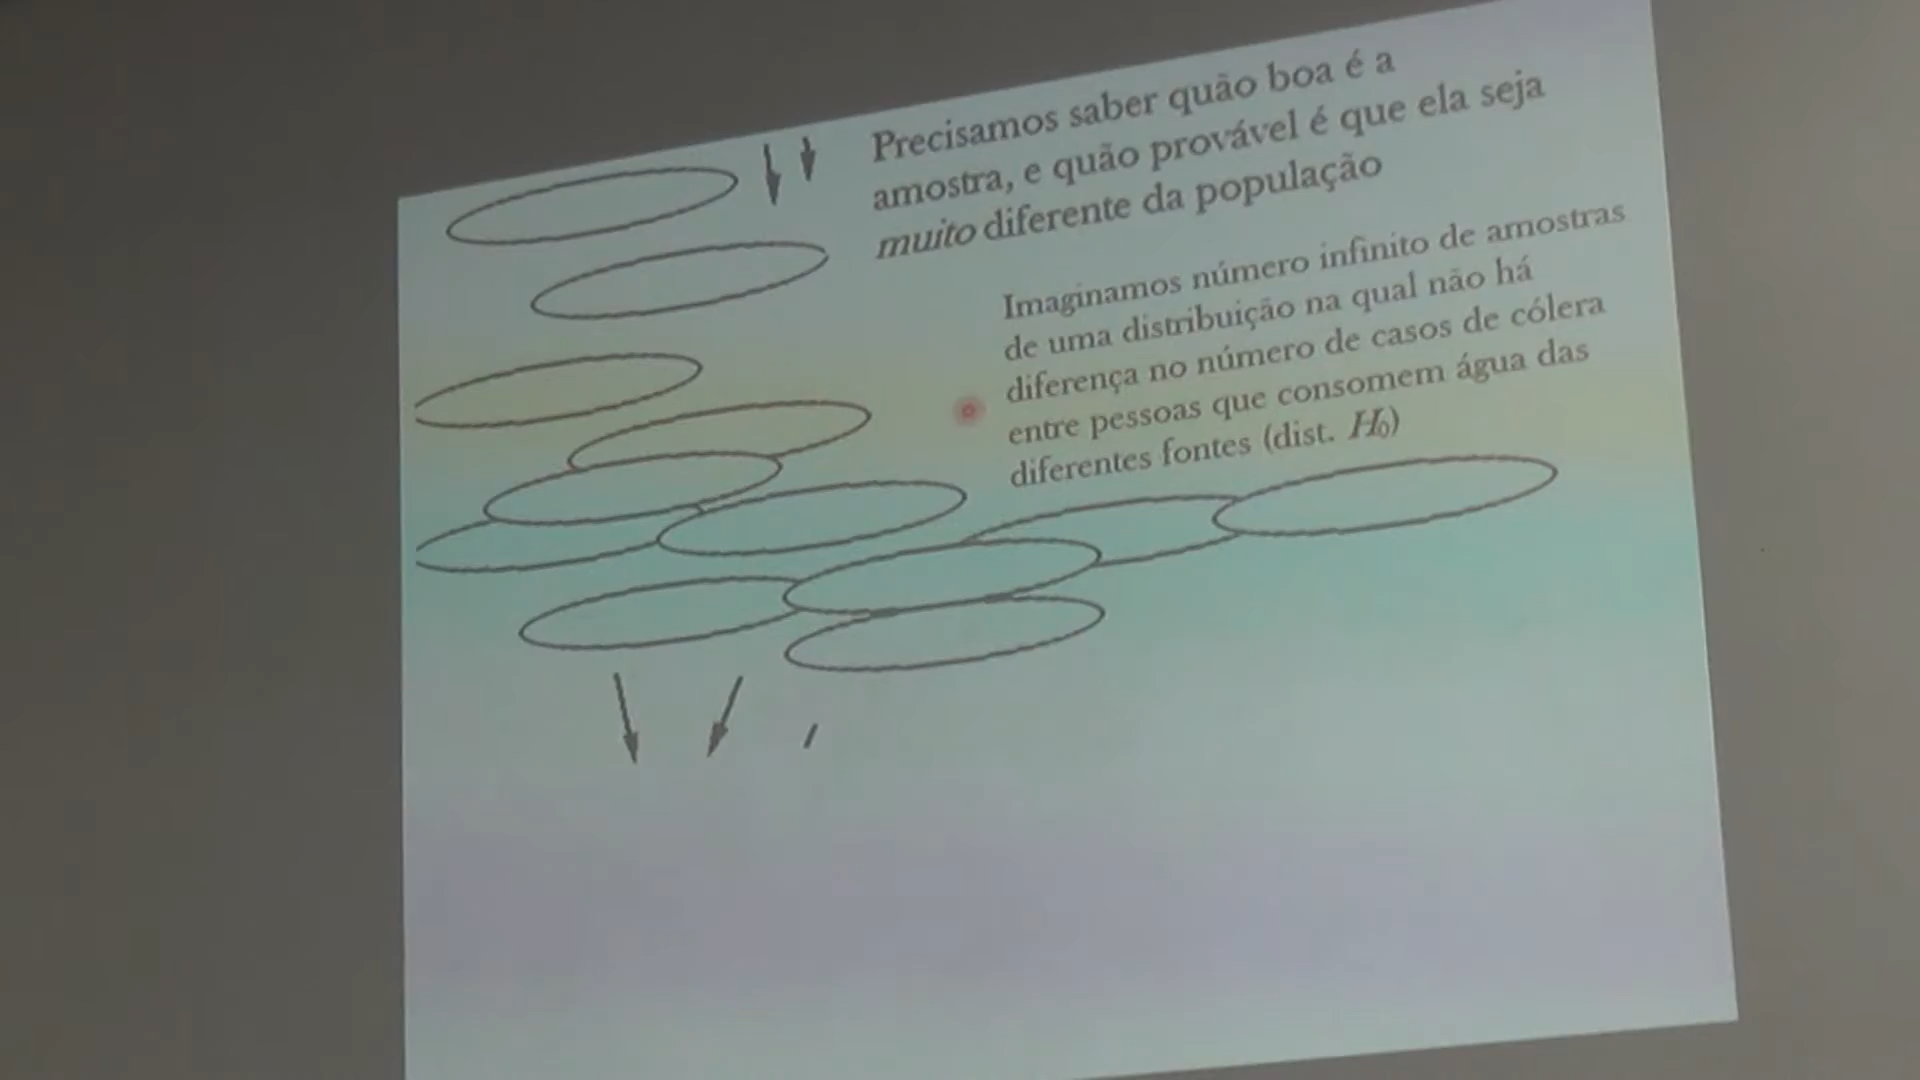 Precisamos saber quão boa é a
amostra, e quão provável é que ela seja
muito diferente da população
Imaginamos número infinito de amostras
de uma distribuição na qual não há
diferença no número de casos de cólera
entre pessoas que consomem água das
diferentes fontes (dist. H₀)